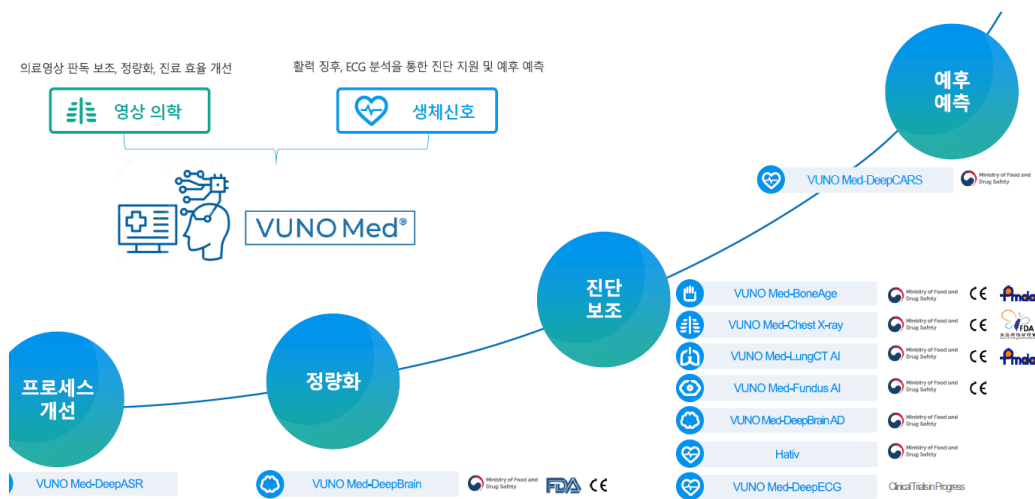 의료영상 판독 보조, 정량화, 진료 효율 개선
영상 의학
활력 징후, ECG 분석을 통한 진단 지원 및 예후 예측
생체신호
VUNO Med®
프로세스
개선
VUNO Med-DeepASR
정량화
VUNO Med-DeepBrain
Ministry of Food and
Drug Safety
FDA
CE
진단
보조
VUNO Med-BoneAge
Ministry of Food and
Drug Safety
CE
Pmda
VUNO Med-Chest X-ray
Ministry of Food and
Drug Safety
CE
FDA
VUNO Med-LungCT AI
Ministry of Food and
Drug Safety
CE
Pmda
VUNO Med-Fundus AI
Ministry of Food and
Drug Safety
CE
VUNO Med-DeepBrain AD
Ministry of Food and
Drug Safety
Hativ
Ministry of Food and
Drug Safety
VUNO Med-DeepECG
Clinical Trials in Progress
예후
예측
VUNO Med-DeepCARS
Ministry of Food and
Drug Safety